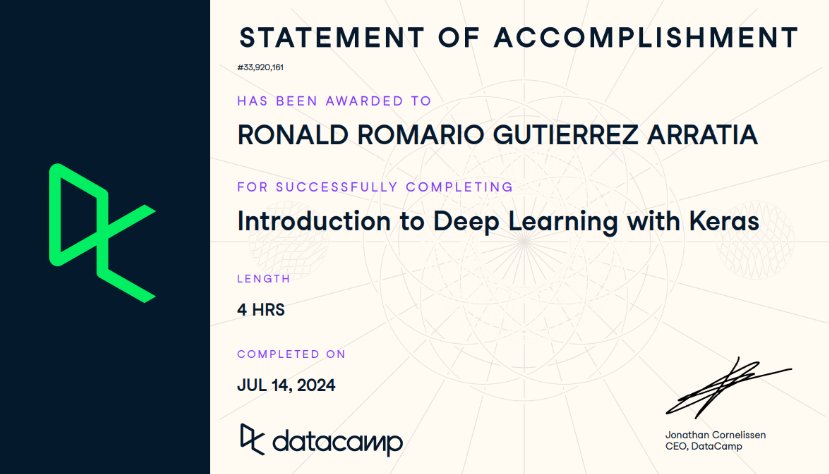 STATEMENT OF ACCOMPLISHMENT
#33,920,161
HAS BEEN AWARDED TO
RONALD ROMARIO GUTIERREZ ARRATIA
FOR SUCCESSFULLY COMPLETING
Introduction to Deep Learning with Keras
LENGTH
4 HRS
COMPLETED ON
JUL 14, 2024
datacamp
Jonathan Cornelissen
CEO, DataCamp